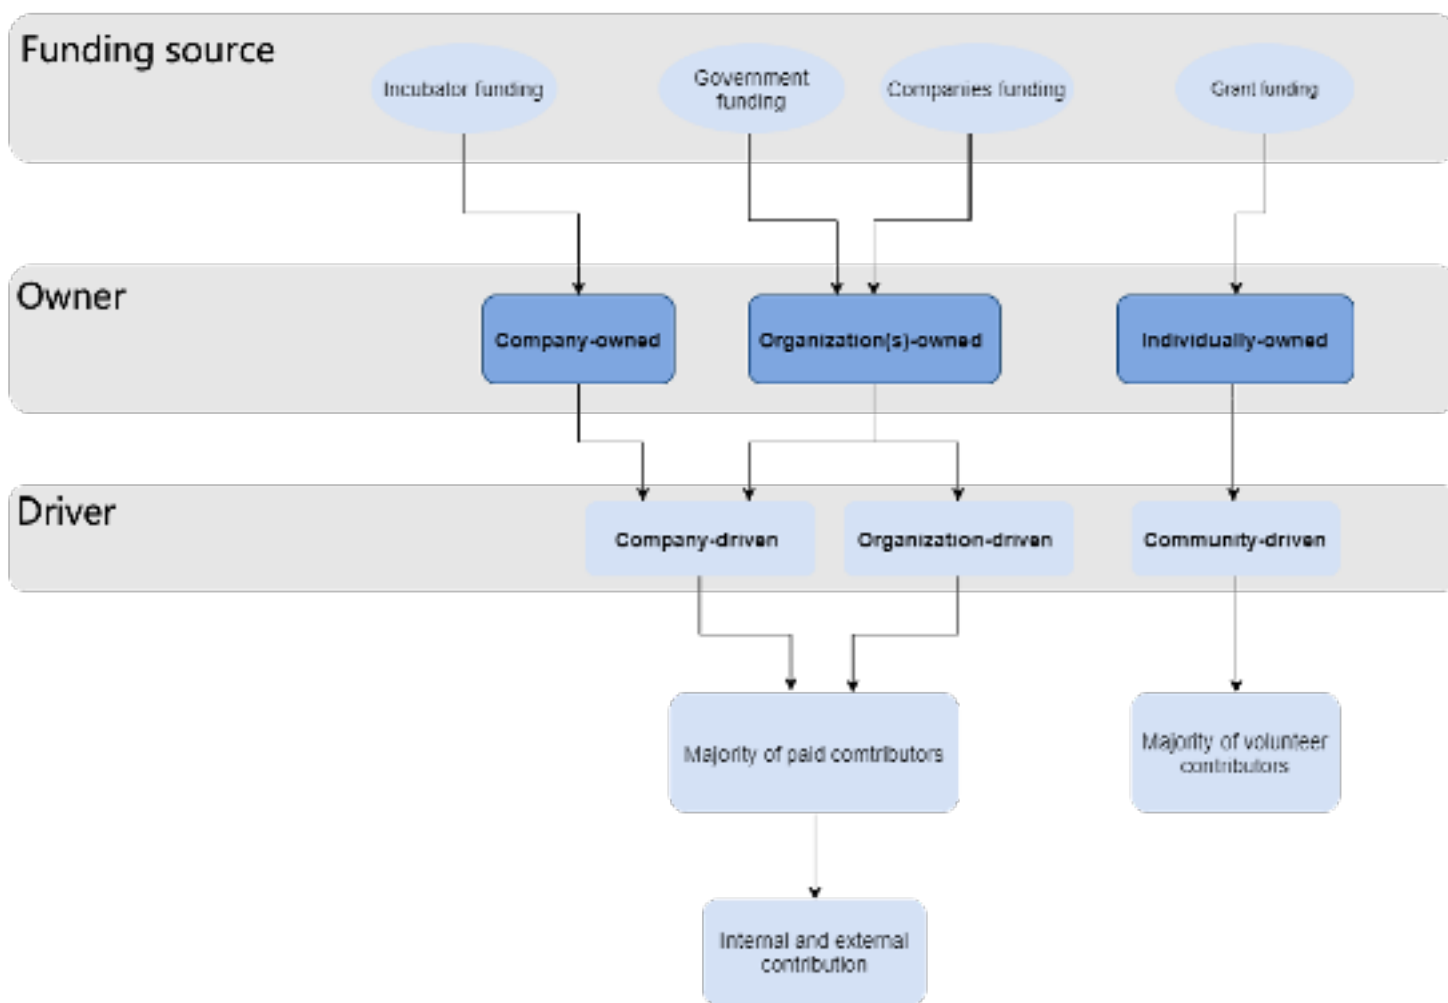 Funding source
Incubator funding
Government
funding
Companies funding
Grant funding
Owner
Company-owned
Organization(s)-owned
Individually-owned
Driver
Company-driven
Organization-driven
Community-driven
Majority of paid comtributors
Majority of volunteer
contributors
Internal and external
contribution